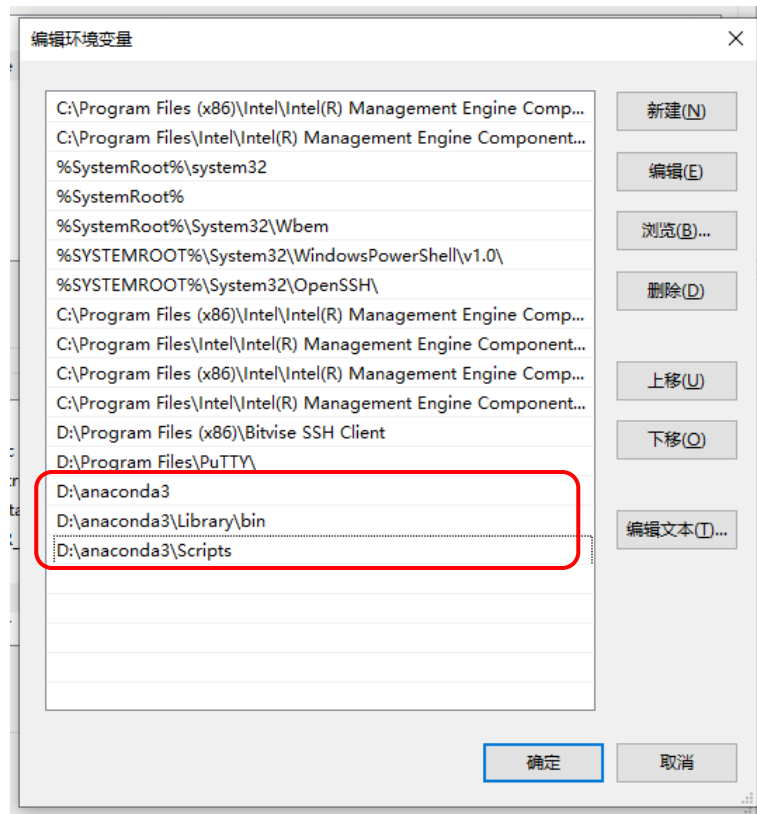 编辑环境变量
C:\Program Files (x86)\Intel\Intel(R) Management Engine Comp...
C:\Program Files\Intel\Intel(R) Management Engine Component...
%SystemRoot%\system32
%SystemRoot%
%SystemRoot%\System32\Wbem
%SYSTEMROOT%\System32\WindowsPowerShell\v1.0\
%SYSTEMROOT%\System32\OpenSSH\
C:\Program Files (x86)\Intel\Intel(R) Management Engine Comp...
C:\Program Files\Intel\Intel(R) Management Engine Component...
C:\Program Files (x86)\Intel\Intel(R) Management Engine Comp...
C:\Program Files\Intel\Intel(R) Management Engine Component...
D:\Program Files (x86)\Bitvise SSH Client
D:\Program Files\PuTTY\
D:\anaconda3
D:\anaconda3\Library\bin
D:\anaconda3\Scripts
新建(N)
编辑(E)
浏览(B)...
删除(D)
上移(U)
下移(O)
编辑文本(T)...
确定
取消